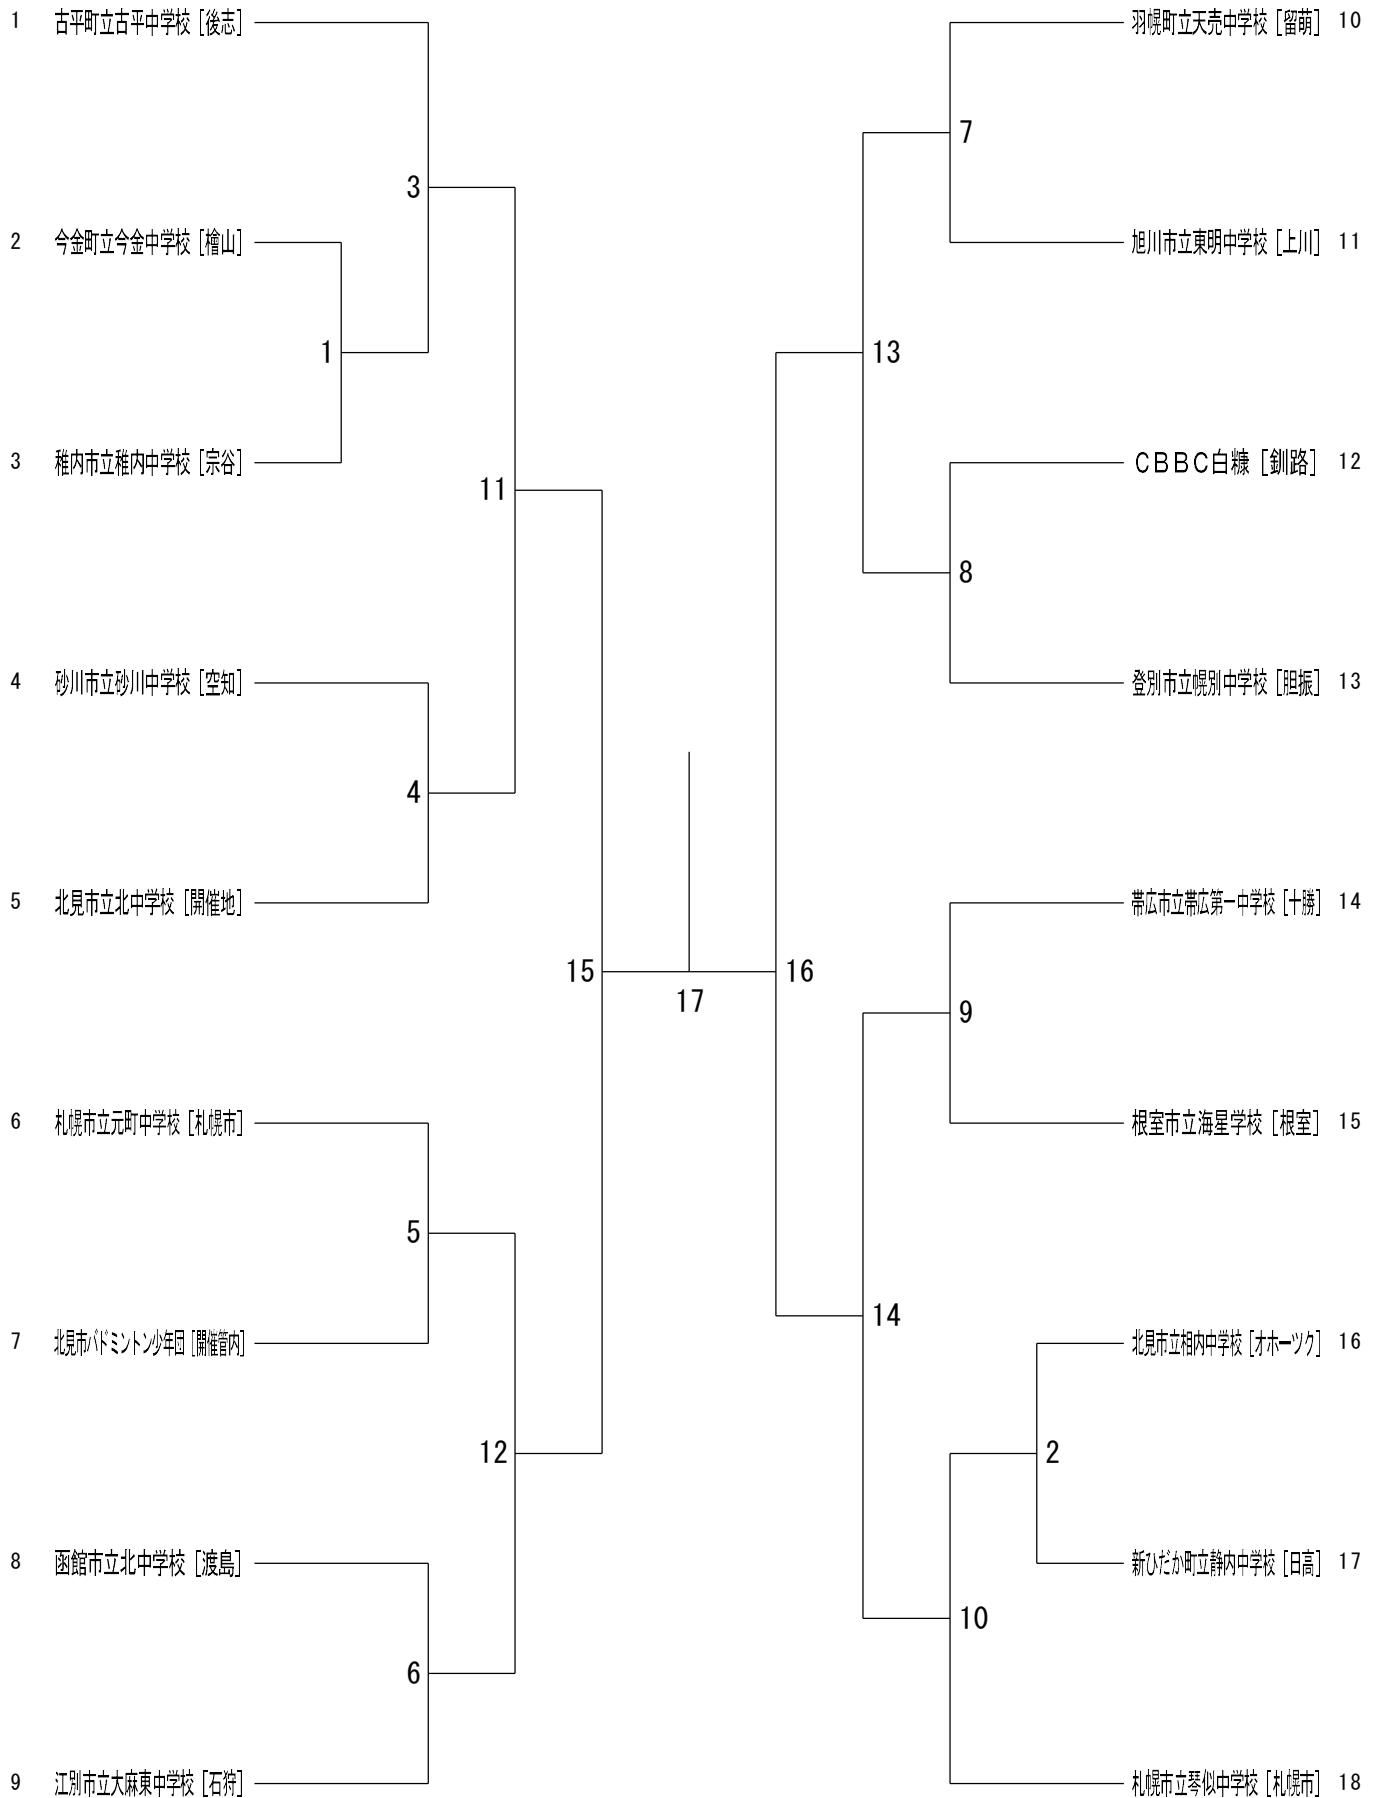 1 古平町立古平中学校 [後志]
2 今金町立今金中学校 [檜山]
3 稚内市立稚内中学校 [宗谷]
4 砂川市立砂川中学校 [空知]
5 北見市立北中学校 [開催地]
6 札幌市立元町中学校 [札幌市]
7 北見市バドミントン少年団 [開催管内]
8 函館市立北中学校 [渡島]
9 江別市立大麻東中学校 [石狩]
3
1
11
4
15
5
12
6
17
7
13
8
16
9
14
2
10
羽幌町立天売中学校 [留萌] 10
旭川市立東明中学校 [上川] 11
ＣＢＢＣ白糠 [釧路] 12
登別市立幌別中学校 [胆振] 13
帯広市立帯広第一中学校 [十勝] 14
根室市立海星学校 [根室] 15
北見市立相内中学校 [オホーツク] 16
新ひだか町立静内中学校 [日高] 17
札幌市立琴似中学校 [札幌市] 18